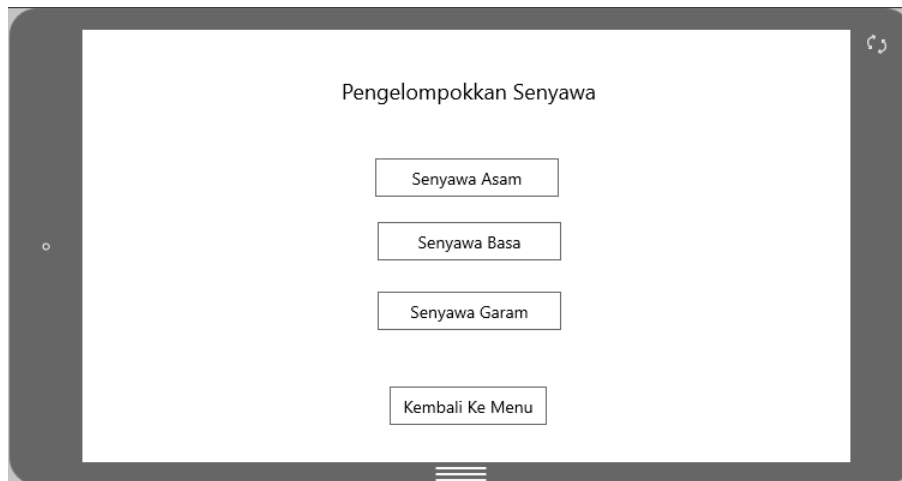 Pengelompokkan Senyawa
Senyawa Asam
Senyawa Basa
Senyawa Garam
Kembali Ke Menu